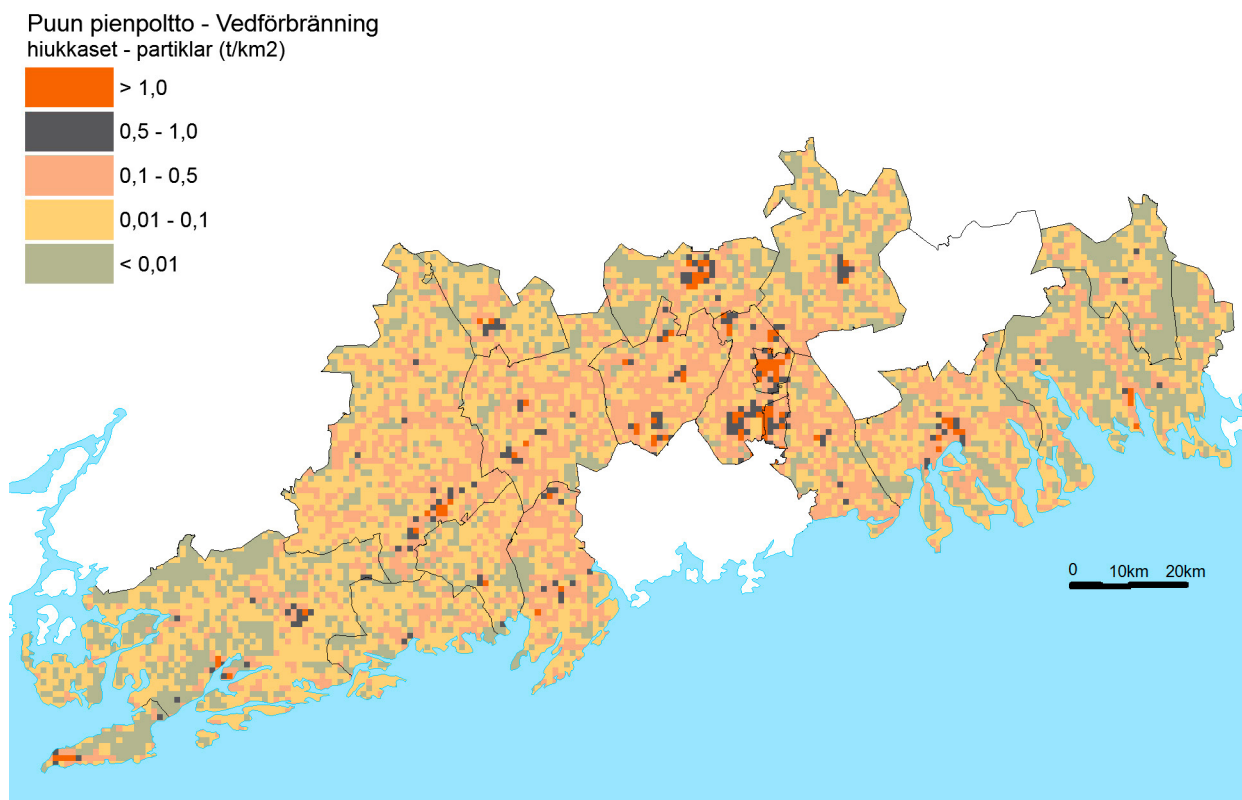 Puun pienpoltto - Vedförbränning
hiukkaset - partiklar (t/km2)
> 1,0
0,5 - 1,0
0,1 - 0,5
0,01 - 0,1
< 0,01
0 10km 20km